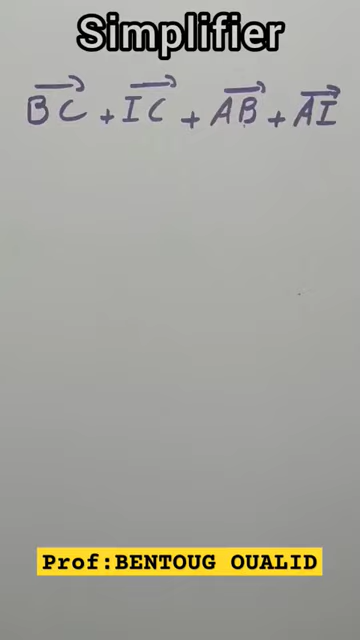 Simplifier
BC + IC + AB + AI
Prof:BENTOUG OUALID